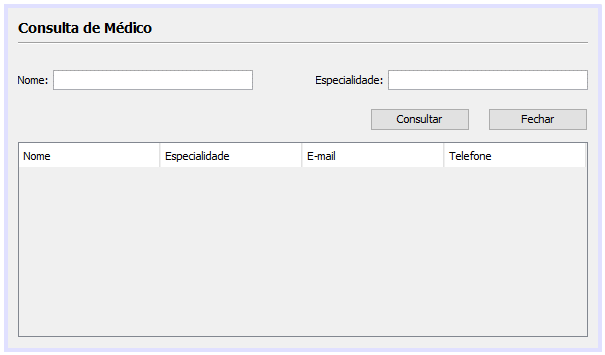 Consulta de Médico
Nome: Especialidade:
Consultar Fechar
Nome Especialidade E-mail Telefone